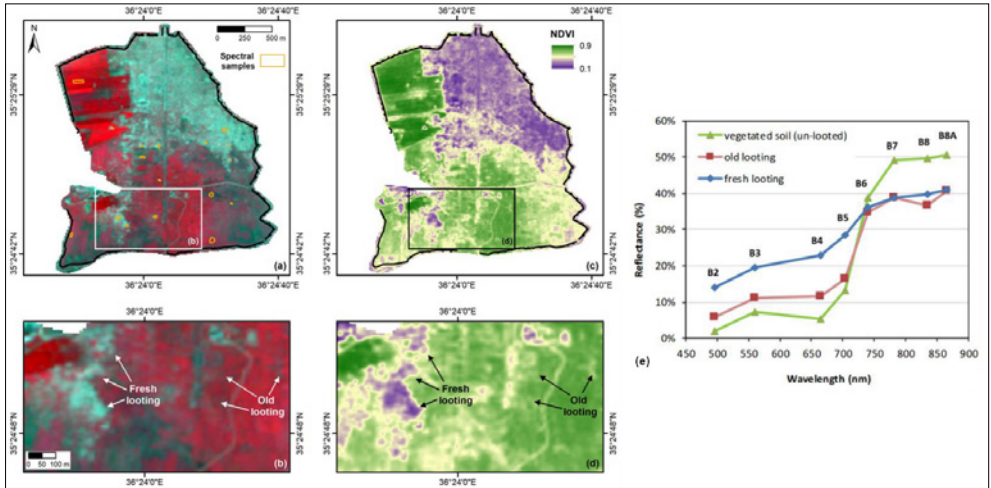 36°24'0"E
36°24'40"E
N
0 250 500 m
Spectral
samples
35°25'29"N
35°24'42"N
(b)
(a)
36°24'0"E
36°24'40"E
36°24'0"E
36°24'40"E
NDVI
0.9
0.1
35°25'29"N
35°24'42"N
(d)
(c)
36°24'0"E
36°24'40"E
Fresh
looting
Old
looting
35°24'48"N
0 50 100 m
(b)
36°24'0"E
Fresh
looting
Old
looting
35°24'48"N
(d)
36°24'0"E
60%
50%
40%
30%
20%
10%
0%
Reflectance (%)
vegetated soil (un-looted)
old looting
fresh looting
B2
B3
B4
B5
B6
B7
B8
B8A
450 500 550 600 650 700 750 800 850 900
Wavelength (nm)
(e)